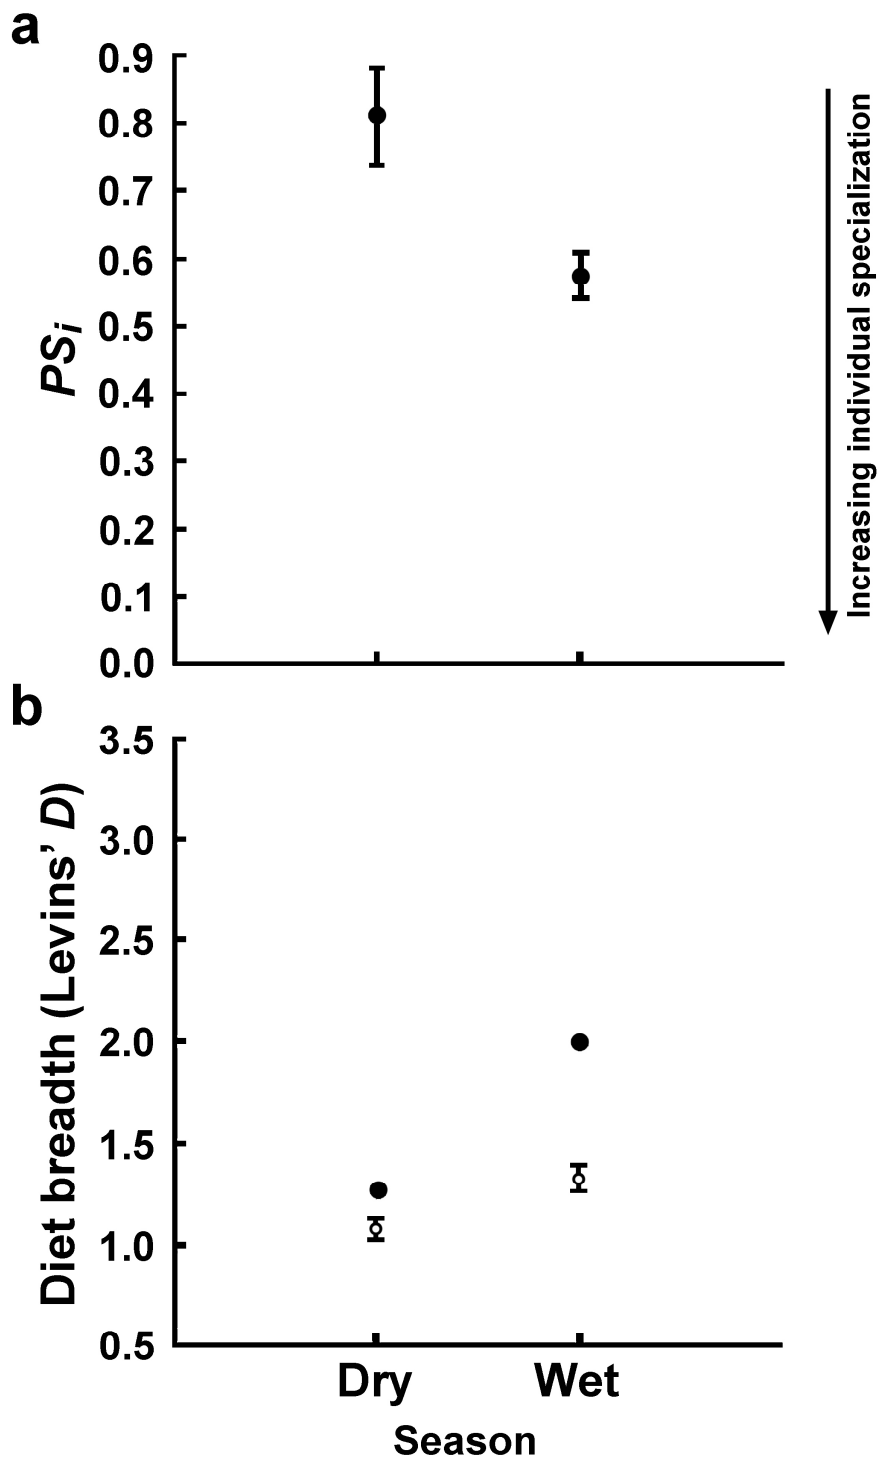 a
0.9
0.8
0.7
0.6
0.5
0.4
0.3
0.2
0.1
0.0
PSi
Increasing individual specialization
b
3.5
3.0
2.5
2.0
1.5
1.0
0.5
Diet breadth (Levins’ D)
Dry Wet
Season